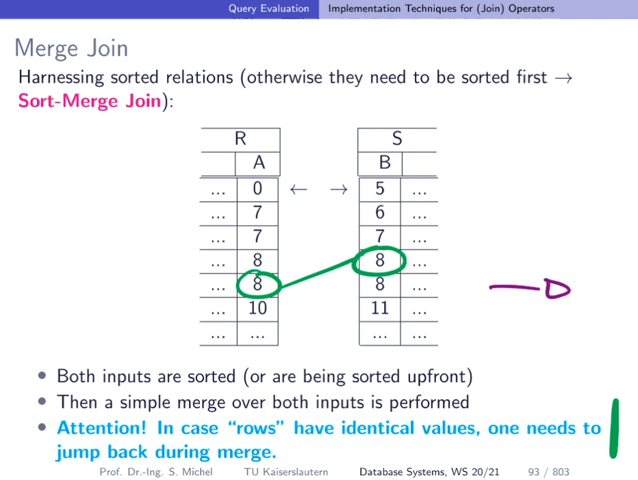 Query Evaluation Implementation Techniques for (Join) Operators
Merge Join
Harnessing sorted relations (otherwise they need to be sorted first →
Sort-Merge Join):
R S
A B
... 0 ← → 5 ...
... 7 6 ...
... 7 7 ...
... 8 8 ...
... 8 8 ...
... 10 11 ...
... ... ... ...
• Both inputs are sorted (or are being sorted upfront)
• Then a simple merge over both inputs is performed
• Attention! In case “rows” have identical values, one needs to
jump back during merge.
Prof. Dr.-Ing. S. Michel TU Kaiserslautern Database Systems, WS 20/21 93 / 803